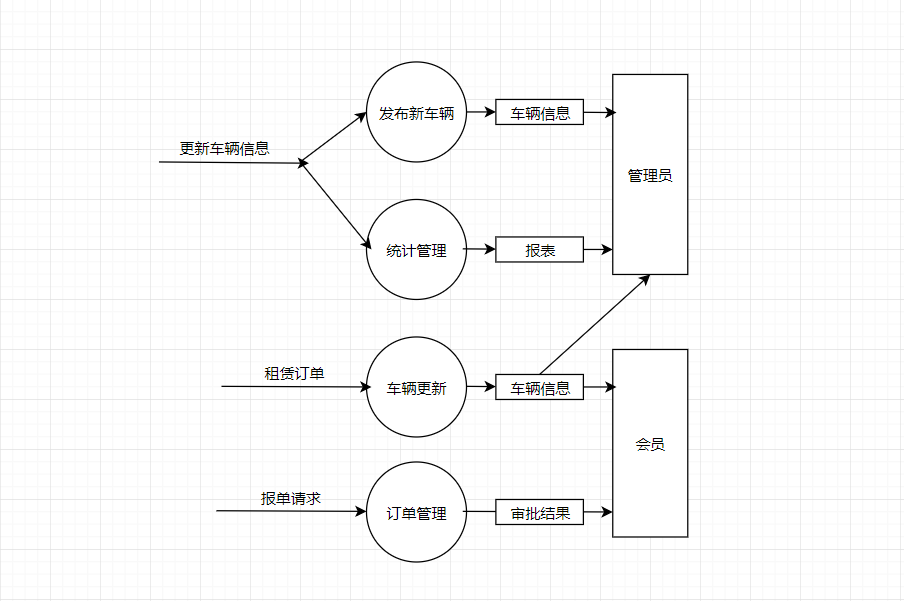 发布新车辆
车辆信息
更新车辆信息
管理员
统计管理
报表
租赁订单
车辆更新
车辆信息
会员
报单请求
订单管理
审批结果